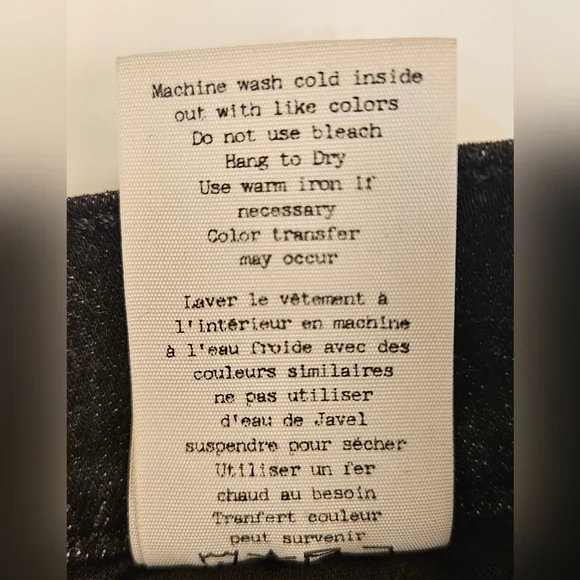 Machine wash cold inside
out with like colors
Do not use bleach
Hang to Dry
Use warm iron if
necessary
Color transfer
may occur
Laver le vêtement à
l'intérieur en machine
à l'eau froide avec des
couleurs similaires
ne pas utiliser
d'eau de Javel
suspendre pour sécher
Utiliser un fer
chaud au besoin
Tranfert couleur
peut survenir